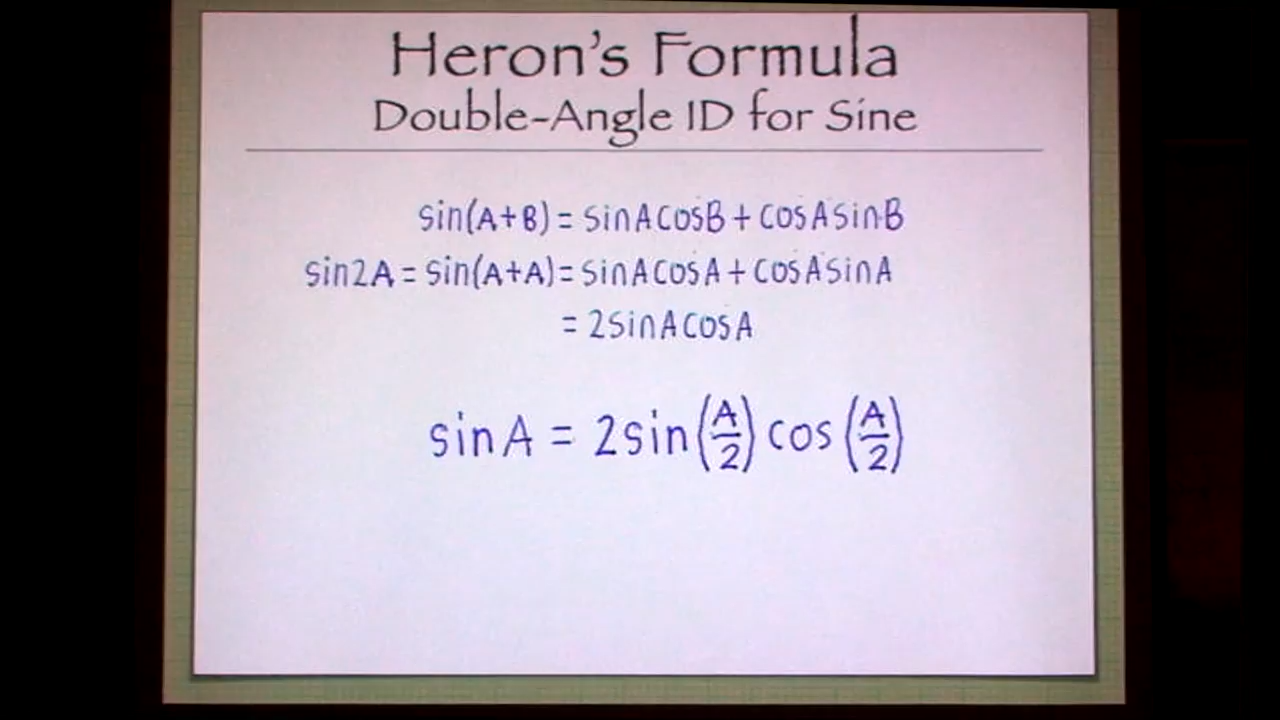 Heron's Formula
Double-Angle ID for Sine
sin(A+B) = sinAcosB + cosAsinB
sin2A = sin(A+A) = sinAcosA + cosAsinA
= 2sinAcosA
sinA = 2sin(A/2) cos(A/2)